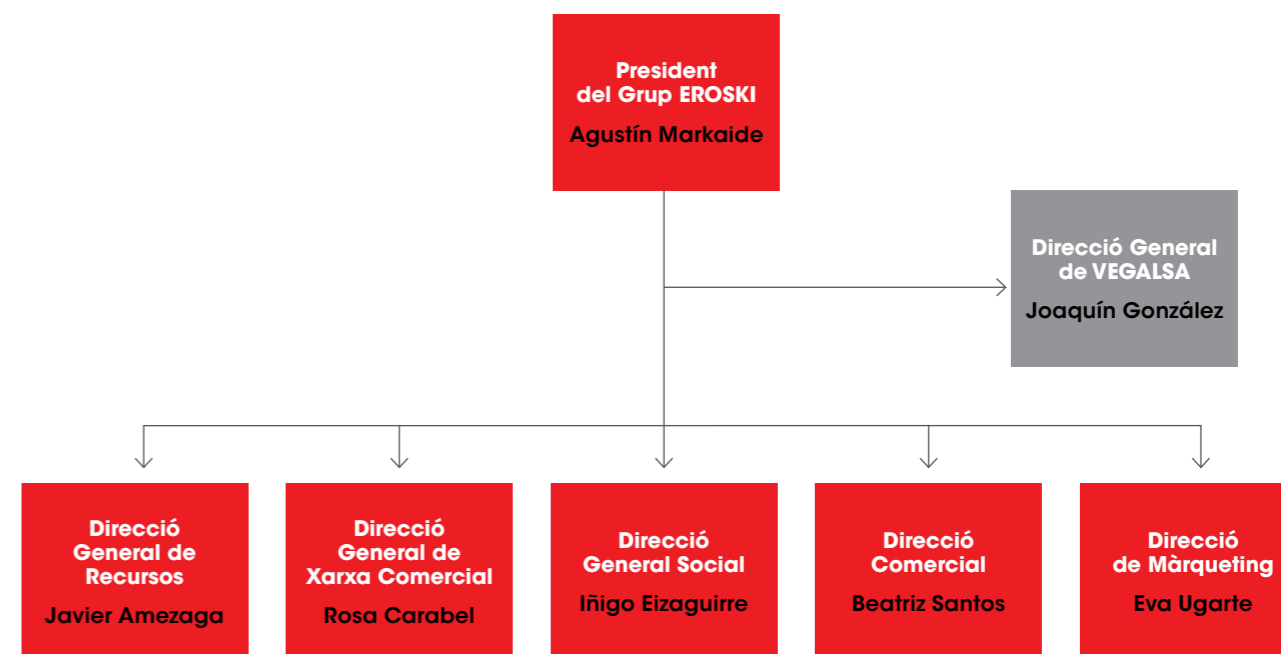 President
del Grup EROSKI
Agustín Markaide
Direcció General
de VEGALSA
Joaquín González
Direcció
General de
Recursos
Javier Amezaga
Direcció
General de
Xarxa Comercial
Rosa Carabel
Direcció
General Social
Iñigo Eizaguirre
Direcció
Comercial
Beatriz Santos
Direcció
de Màrqueting
Eva Ugarte